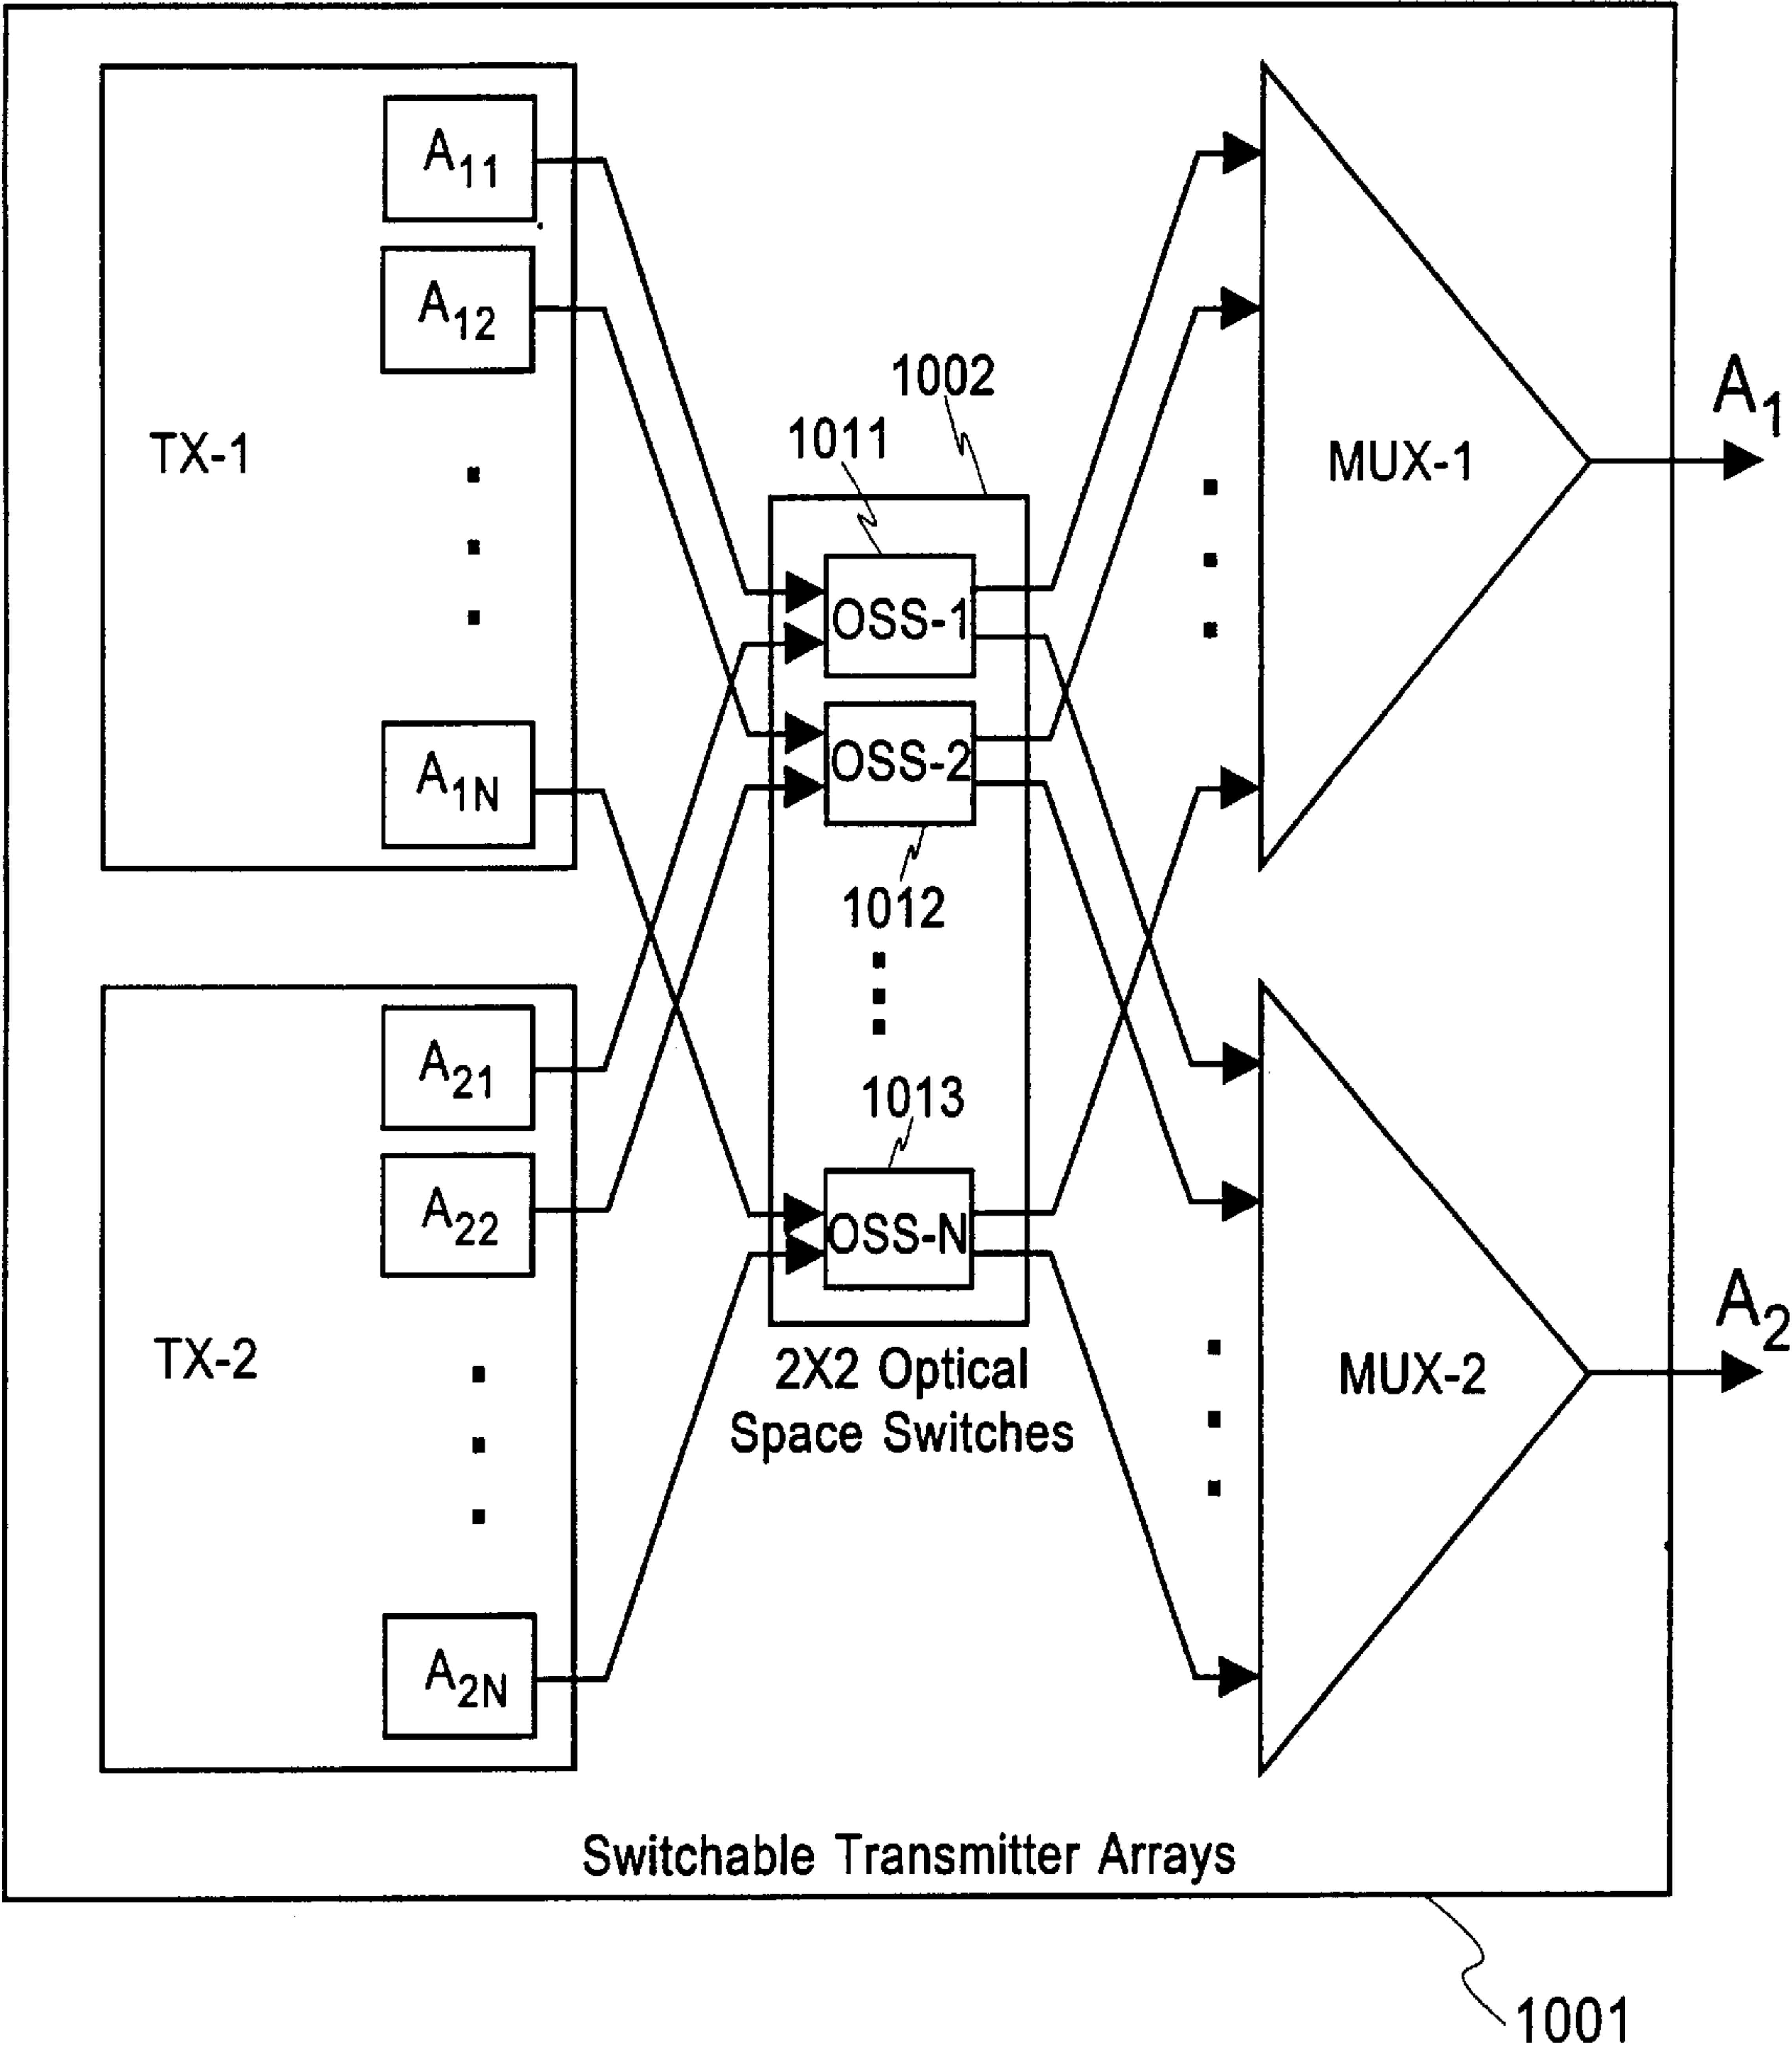 A11
A12
TX-1
A1N
A21
A22
TX-2
A2N
1002
1011
OSS-1
OSS-2
1012
1013
OSS-N
2X2 Optical
Space Switches
MUX-1
A1
MUX-2
A2
Switchable Transmitter Arrays
1001